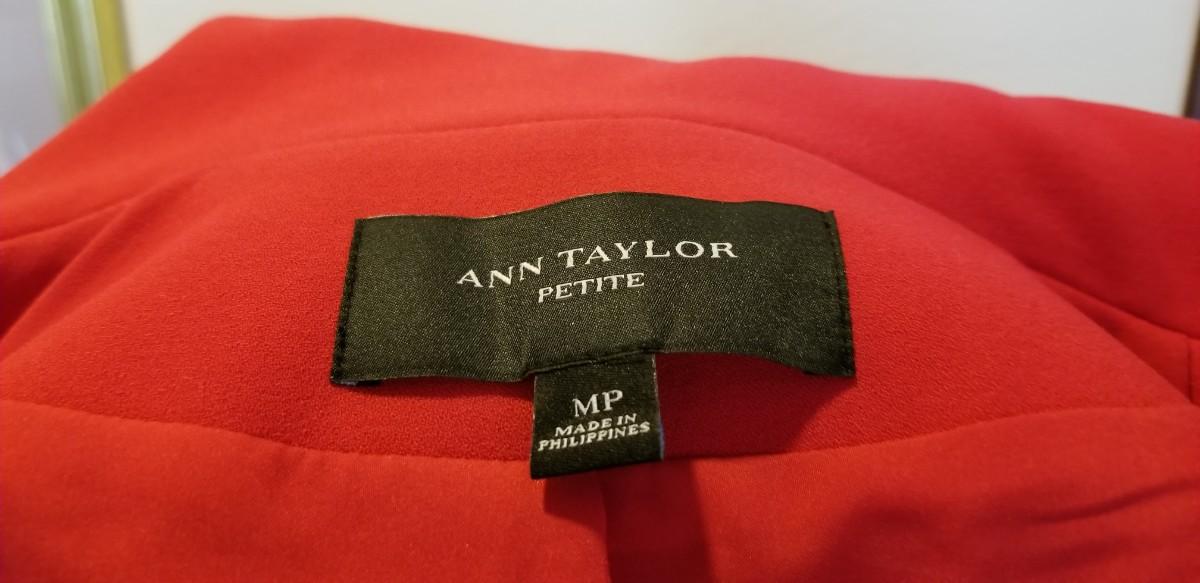 ANN TAYLOR
PETITE
MP
MADE IN
PHILIPPINES